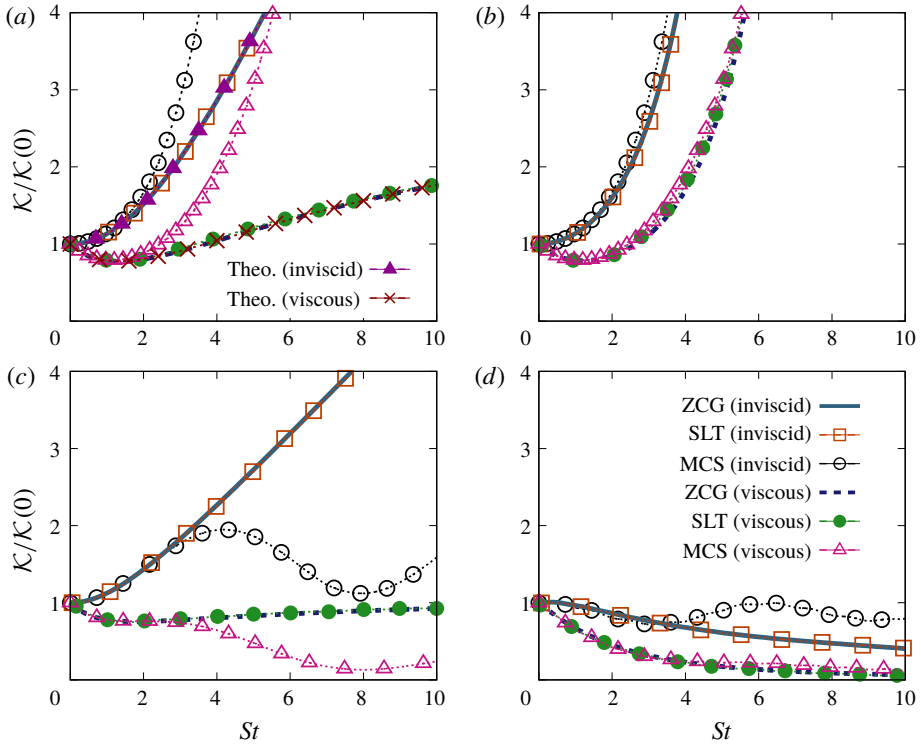 (a)
(b)
4
3
2
1
K/K(0)
0 2 4 6 8 10
Theo. (inviscid)
Theo. (viscous)
4
3
2
1
0 2 4 6 8 10
(c)
(d)
4
3
2
1
K/K(0)
0 2 4 6 8 10
St
4
3
2
1
0 2 4 6 8 10
St
ZCG (inviscid)
SLT (inviscid)
MCS (inviscid)
ZCG (viscous)
SLT (viscous)
MCS (viscous)